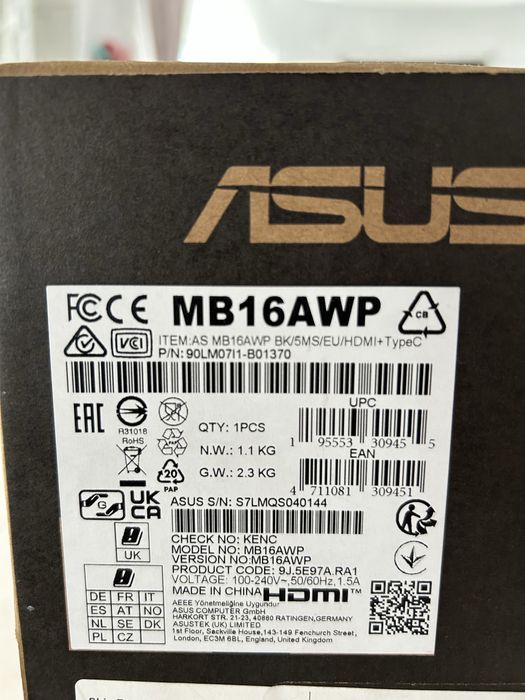 ASUS
FC CE MB16AWP CB
VCCI
ITEM:AS MB16AWP BK/5MS/EU/HDMI+TypeC
P/N: 90LM07I1-B01370
EAC
R31018
RoHS
QTY: 1PCS
UPC
1 95553 30945 5
N.W.: 1.1 KG
EAN
20
PAP
G.W.: 2.3 KG
4 711081 309451
UK
CA
ASUS S/N: S7LMQS040144
UK
CHECK NO: KENC
MODEL NO: MB16AWP
VERSION NO:MB16AWP
PRODUCT CODE: 9J.5E97A.RA1
VOLTAGE: 100-240V~,50/60Hz,1.5A
MADE IN CHINA HDMI™
DE FR IT
ES AT NO
NL SE DK
PL CZ
AEEE Yönetmeliğine Uygundur
ASUS COMPUTER GmbH
HARKORT STR. 21-23, 40880 RATINGEN,GERMANY
ASUSTEK (UK) LIMITED
1st Floor, Sackville House,143-149 Fenchurch Street,
London, EC3M 6BL, England, United Kingdom